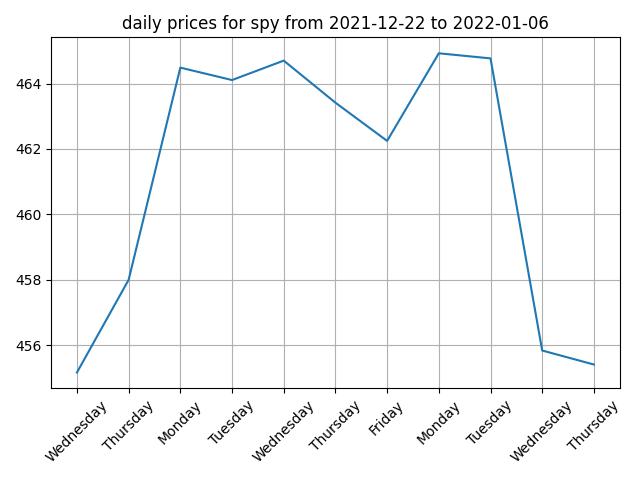 daily prices for spy from 2021-12-22 to 2022-01-06
464
462
460
458
456
Wednesday
Thursday
Monday
Tuesday
Wednesday
Thursday
Friday
Monday
Tuesday
Wednesday
Thursday